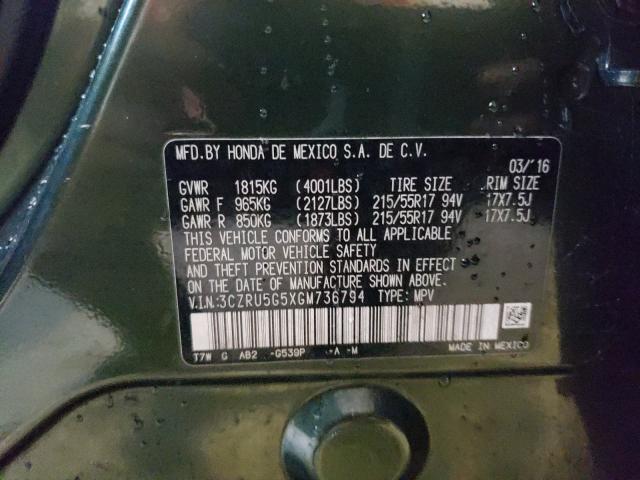 MFD.BY HONDA DE MEXICO S.A. DE C.V.
03/'16
GVWR 1815KG (4001LBS) TIRE SIZE RIM SIZE
GAWR F 965KG (2127LBS) 215/55R17 94V 17X7.5J
GAWR R 850KG (1873LBS) 215/55R17 94V 17X7.5J
THIS VEHICLE CONFORMS TO ALL APPLICABLE
FEDERAL MOTOR VEHICLE SAFETY
AND THEFT PREVENTION STANDARDS IN EFFECT
ON THE DATE OF MANUFACTURE SHOWN ABOVE.
V.I.N:3CZRU5G5XGM736794 TYPE: MPV
T7W G AB2 -G539P -A -M MADE IN MEXICO